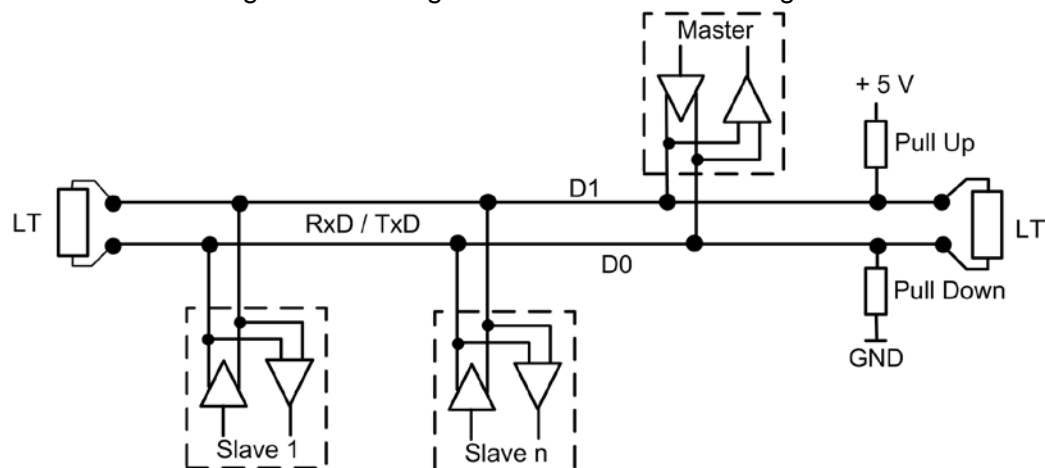 Master
+ 5 V
Pull Up
D1
LT
RxD / TxD
LT
D0
Pull Down
GND
Slave 1
Slave n